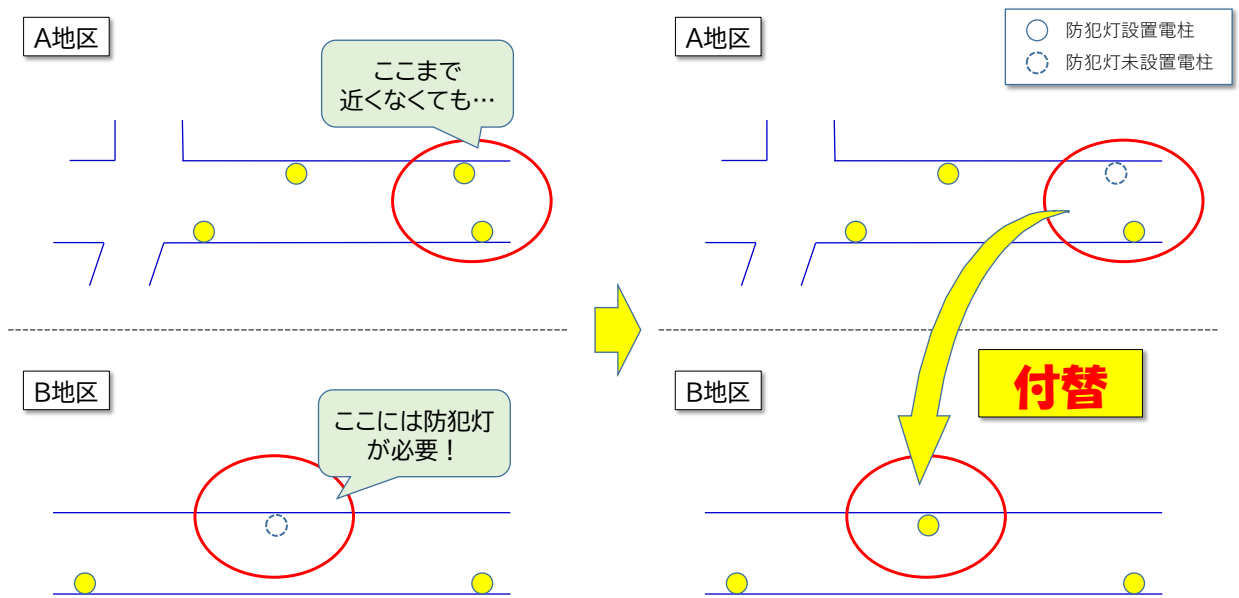 A地区
ここまで
近くなくても…
A地区
防犯灯設置電柱
防犯灯未設置電柱
B地区
ここには防犯灯
が必要！
B地区
付替